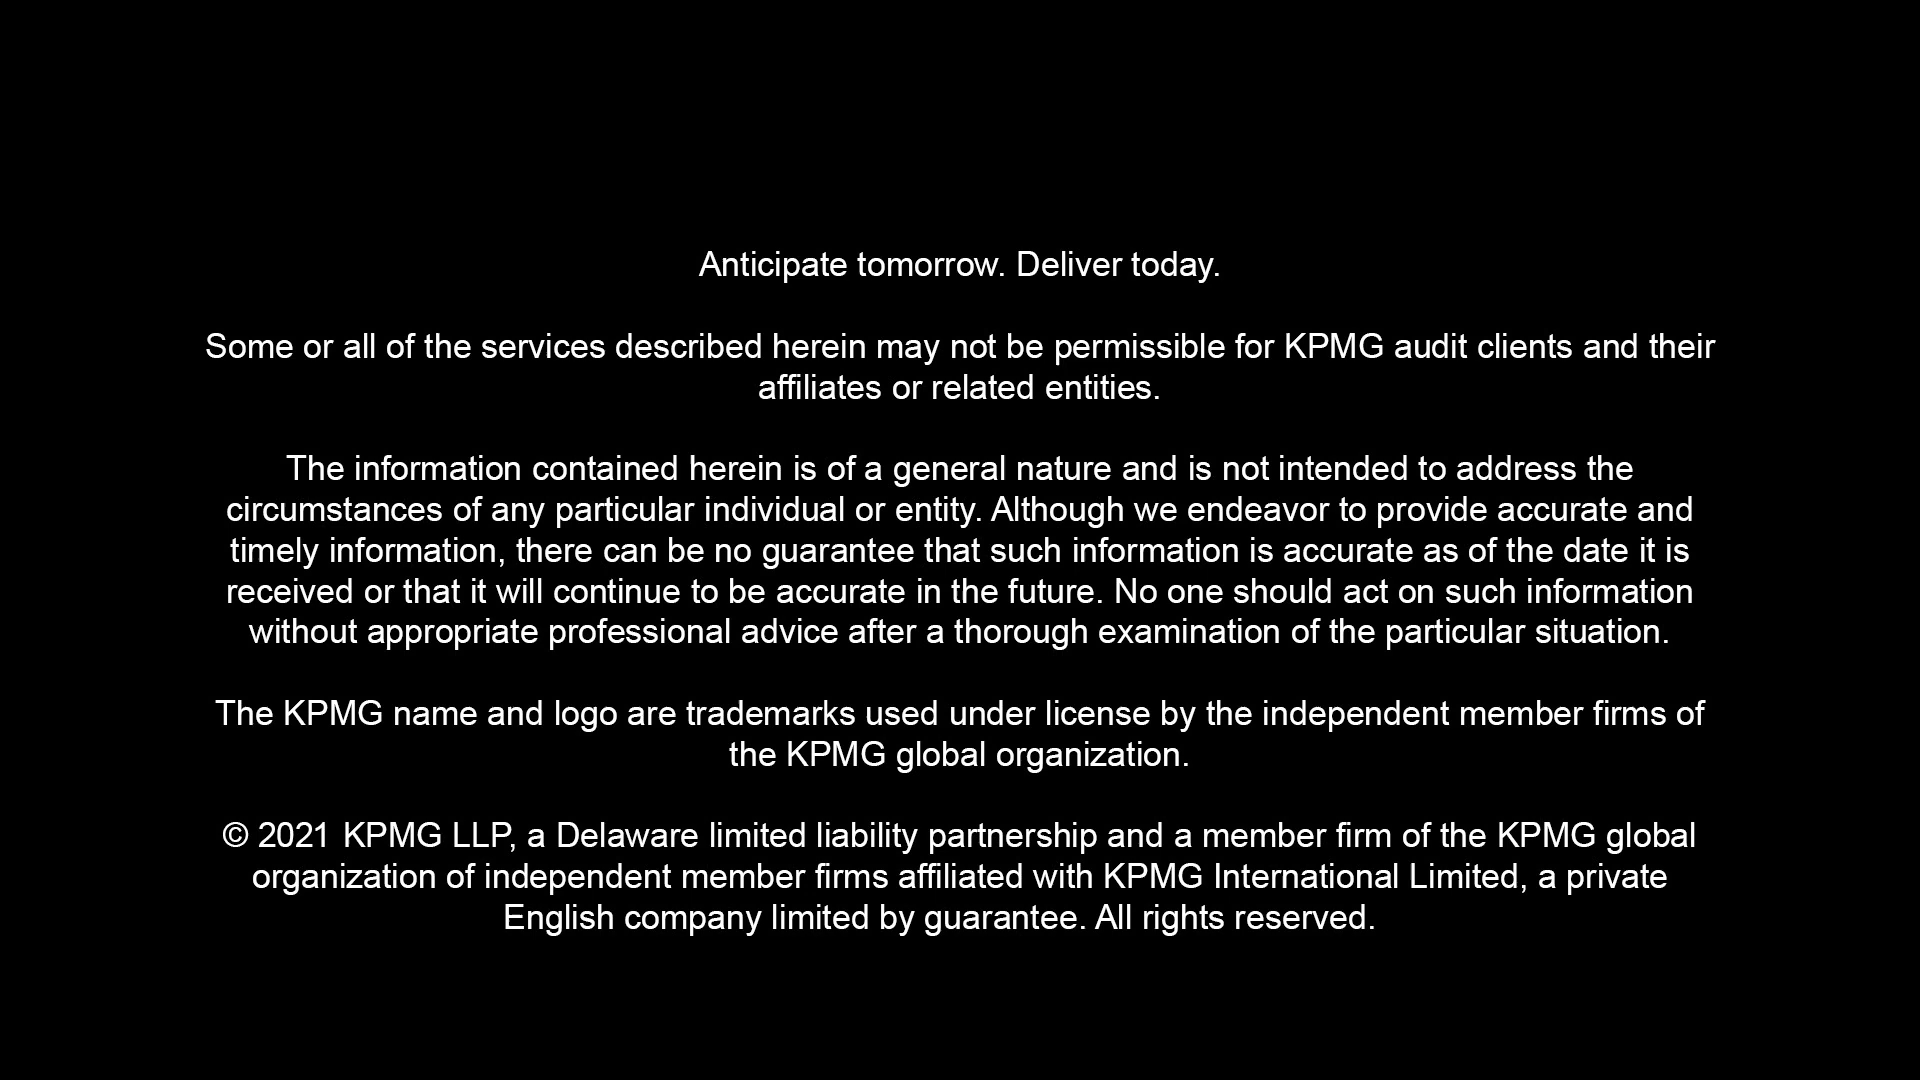 Anticipate tomorrow. Deliver today.
Some or all of the services described herein may not be permissible for KPMG audit clients and their
affiliates or related entities.
The information contained herein is of a general nature and is not intended to address the
circumstances of any particular individual or entity. Although we endeavor to provide accurate and
timely information, there can be no guarantee that such information is accurate as of the date it is
received or that it will continue to be accurate in the future. No one should act on such information
without appropriate professional advice after a thorough examination of the particular situation.
The KPMG name and logo are trademarks used under license by the independent member firms of
the KPMG global organization.
© 2021 KPMG LLP, a Delaware limited liability partnership and a member firm of the KPMG global
organization of independent member firms affiliated with KPMG International Limited, a private
English company limited by guarantee. All rights reserved.